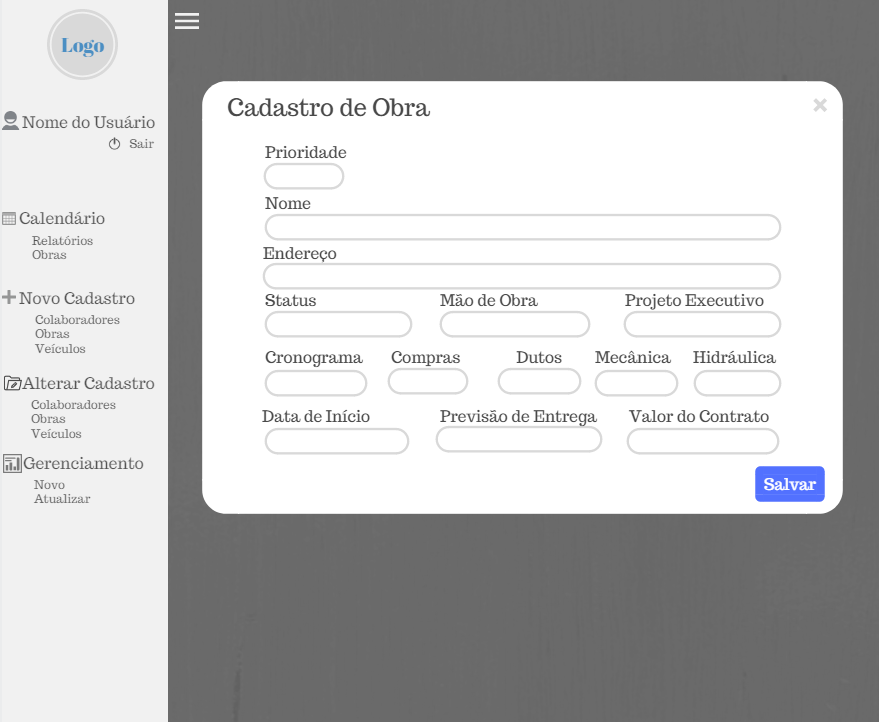 Logo
Nome do Usuário
Sair
Calendário
Relatórios
Obras
Novo Cadastro
Colaboradores
Obras
Veículos
Alterar Cadastro
Colaboradores
Obras
Veículos
Gerenciamento
Novo
Atualizar
Cadastro de Obra
Prioridade
Nome
Endereço
Status Mão de Obra Projeto Executivo
Cronograma Compras Dutos Mecânica Hidráulica
Data de Início Previsão de Entrega Valor do Contrato
Salvar